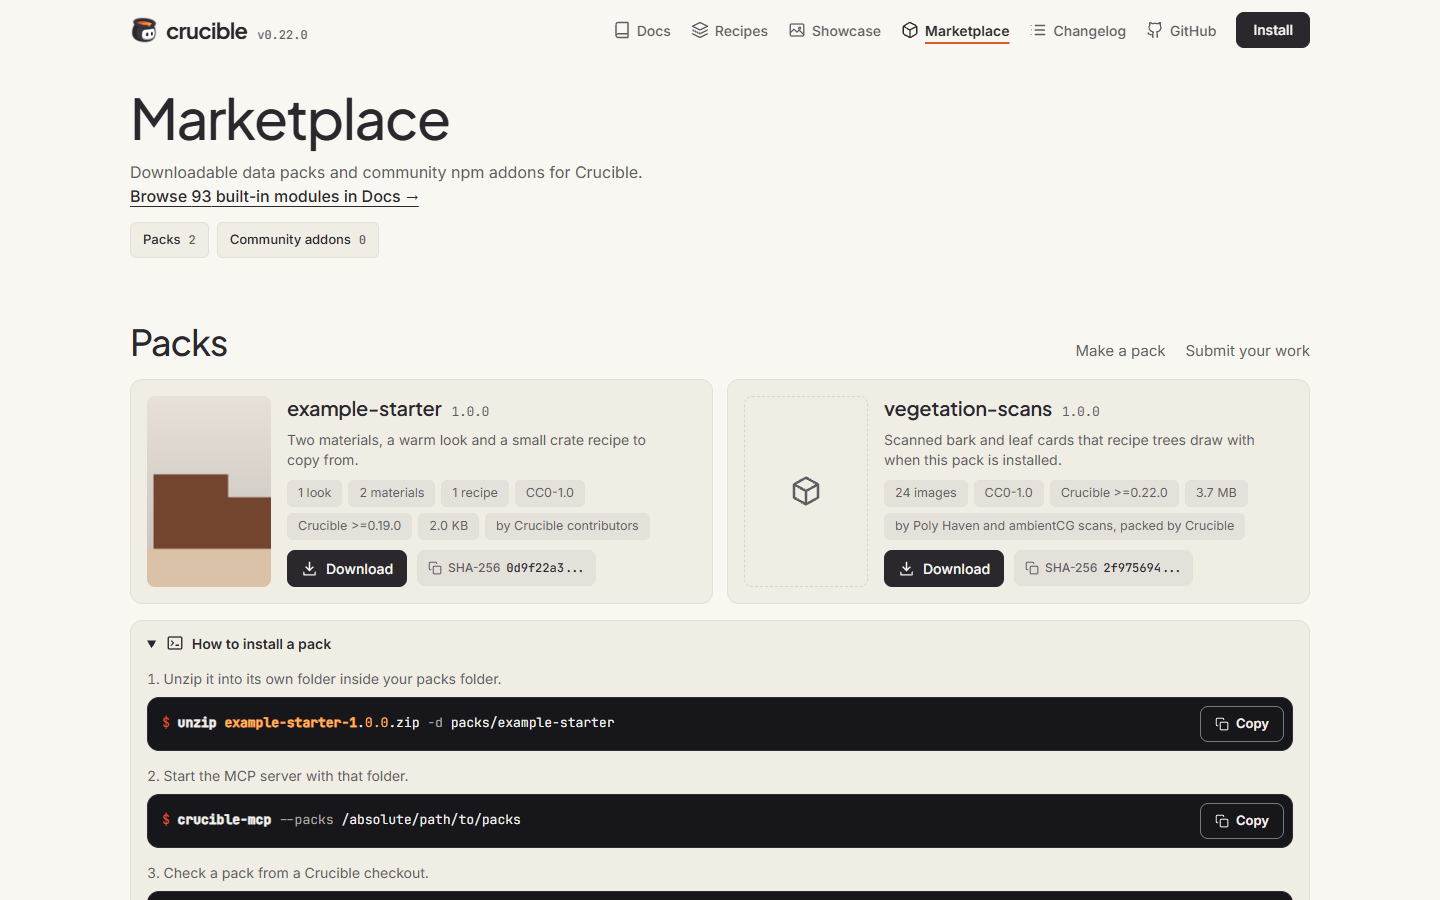 crucible v0.22.0
Docs
Recipes
Showcase
Marketplace
Changelog
GitHub
Install
Marketplace
Downloadable data packs and community npm addons for Crucible.
Browse 93 built-in modules in Docs →
Packs 2
Community addons 0
Packs
Make a pack
Submit your work
example-starter 1.0.0
Two materials, a warm look and a small crate recipe to
copy from.
1 look
2 materials
1 recipe
CC0-1.0
Crucible >=0.19.0
2.0 KB
by Crucible contributors
Download
SHA-256 0d9f22a3...
vegetation-scans 1.0.0
Scanned bark and leaf cards that recipe trees draw with
when this pack is installed.
24 images
CC0-1.0
Crucible >=0.22.0
3.7 MB
by Poly Haven and ambientCG scans, packed by Crucible
Download
SHA-256 2f975694...
How to install a pack
1. Unzip it into its own folder inside your packs folder.
$ unzip example-starter-1.0.0.zip -d packs/example-starter
Copy
2. Start the MCP server with that folder.
$ crucible-mcp --packs /absolute/path/to/packs
Copy
3. Check a pack from a Crucible checkout.